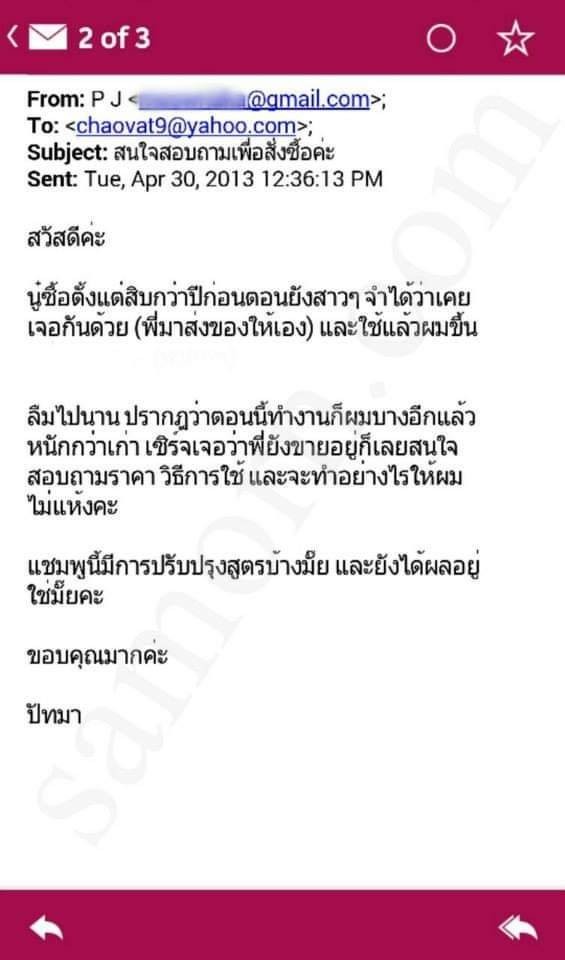 2 of 3
From: P J <@gmail.com>;
To: <chaovat9@yahoo.com>;
Subject: สนใจสอบถามเพื่อสั่งซื้อค่ะ
Sent: Tue, Apr 30, 2013 12:36:13 PM
สวัสดีค่ะ
นู๋ซื้อตั้งแต่สิบกว่าปีก่อนตอนยังสาวๆ จำได้ว่าเคย
เจอกันด้วย (พี่มาส่งของให้เอง) และใช้แล้วผมขึ้น
ลืมไปนาน ปรากฎว่าตอนนี้ทำงานก็ผมบางอีกแล้ว
หนักกว่าเก่า เซิร์จเจอว่าพี่ยังขายอยู่ก็เลยสนใจ
สอบถามราคา วิธีการใช้ และจะทำอย่างไรให้ผม
ไม่แห้งคะ
แชมพูนี้มีการปรับปรุงสูตรบ้างมั๊ย และยังได้ผลอยู่
ใช่มั๊ยคะ
ขอบคุณมากค่ะ
ปัทมา
samorn.com